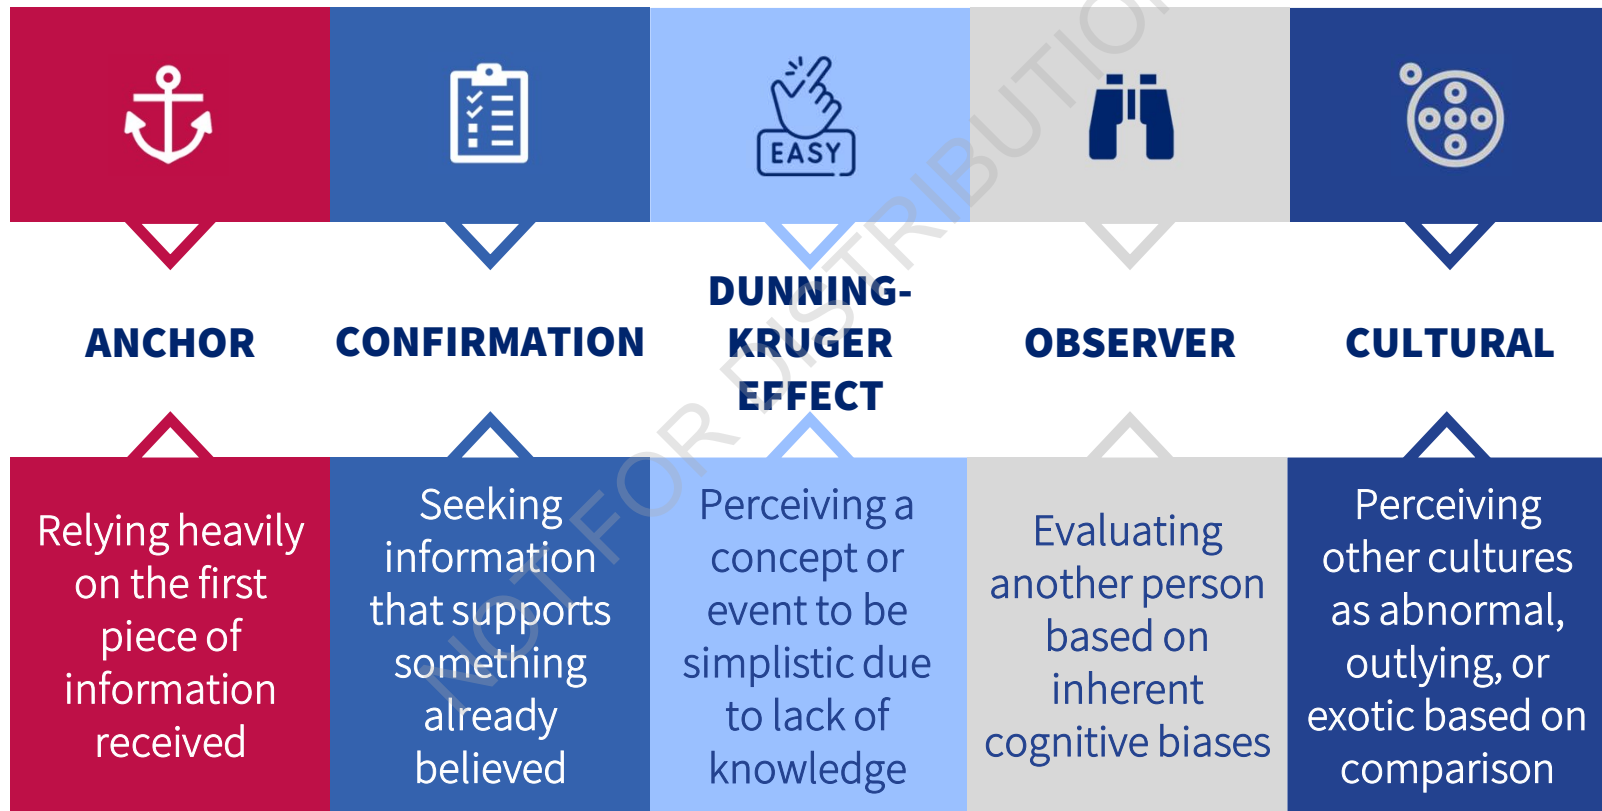 EASY
ANCHOR
CONFIRMATION
DUNNING-
KRUGER
EFFECT
OBSERVER
CULTURAL
Relying heavily
on the first
piece of
information
received
Seeking
information
that supports
something
already
believed
Perceiving a
concept or
event to be
simplistic due
to lack of
knowledge
Evaluating
another person
based on
inherent
cognitive biases
Perceiving
other cultures
as abnormal,
outlying, or
exotic based on
comparison
NOT FOR DISTRIBUTION